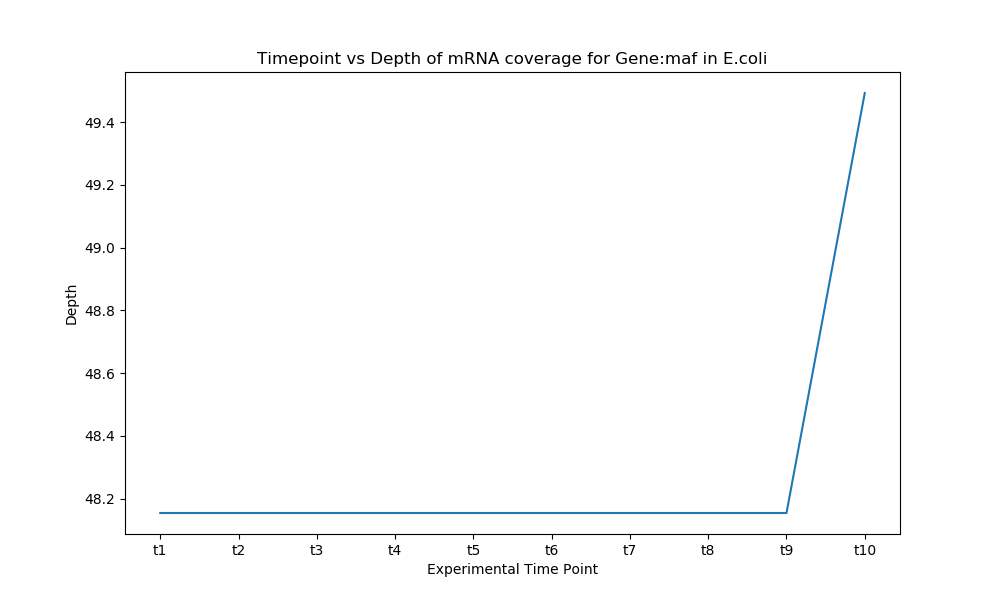 Timepoint vs Depth of mRNA coverage for Gene:maf in E.coli
49.4
49.2
49.0
48.8
48.6
48.4
48.2
Depth
t1 t2 t3 t4 t5 t6 t7 t8 t9 t10
Experimental Time Point